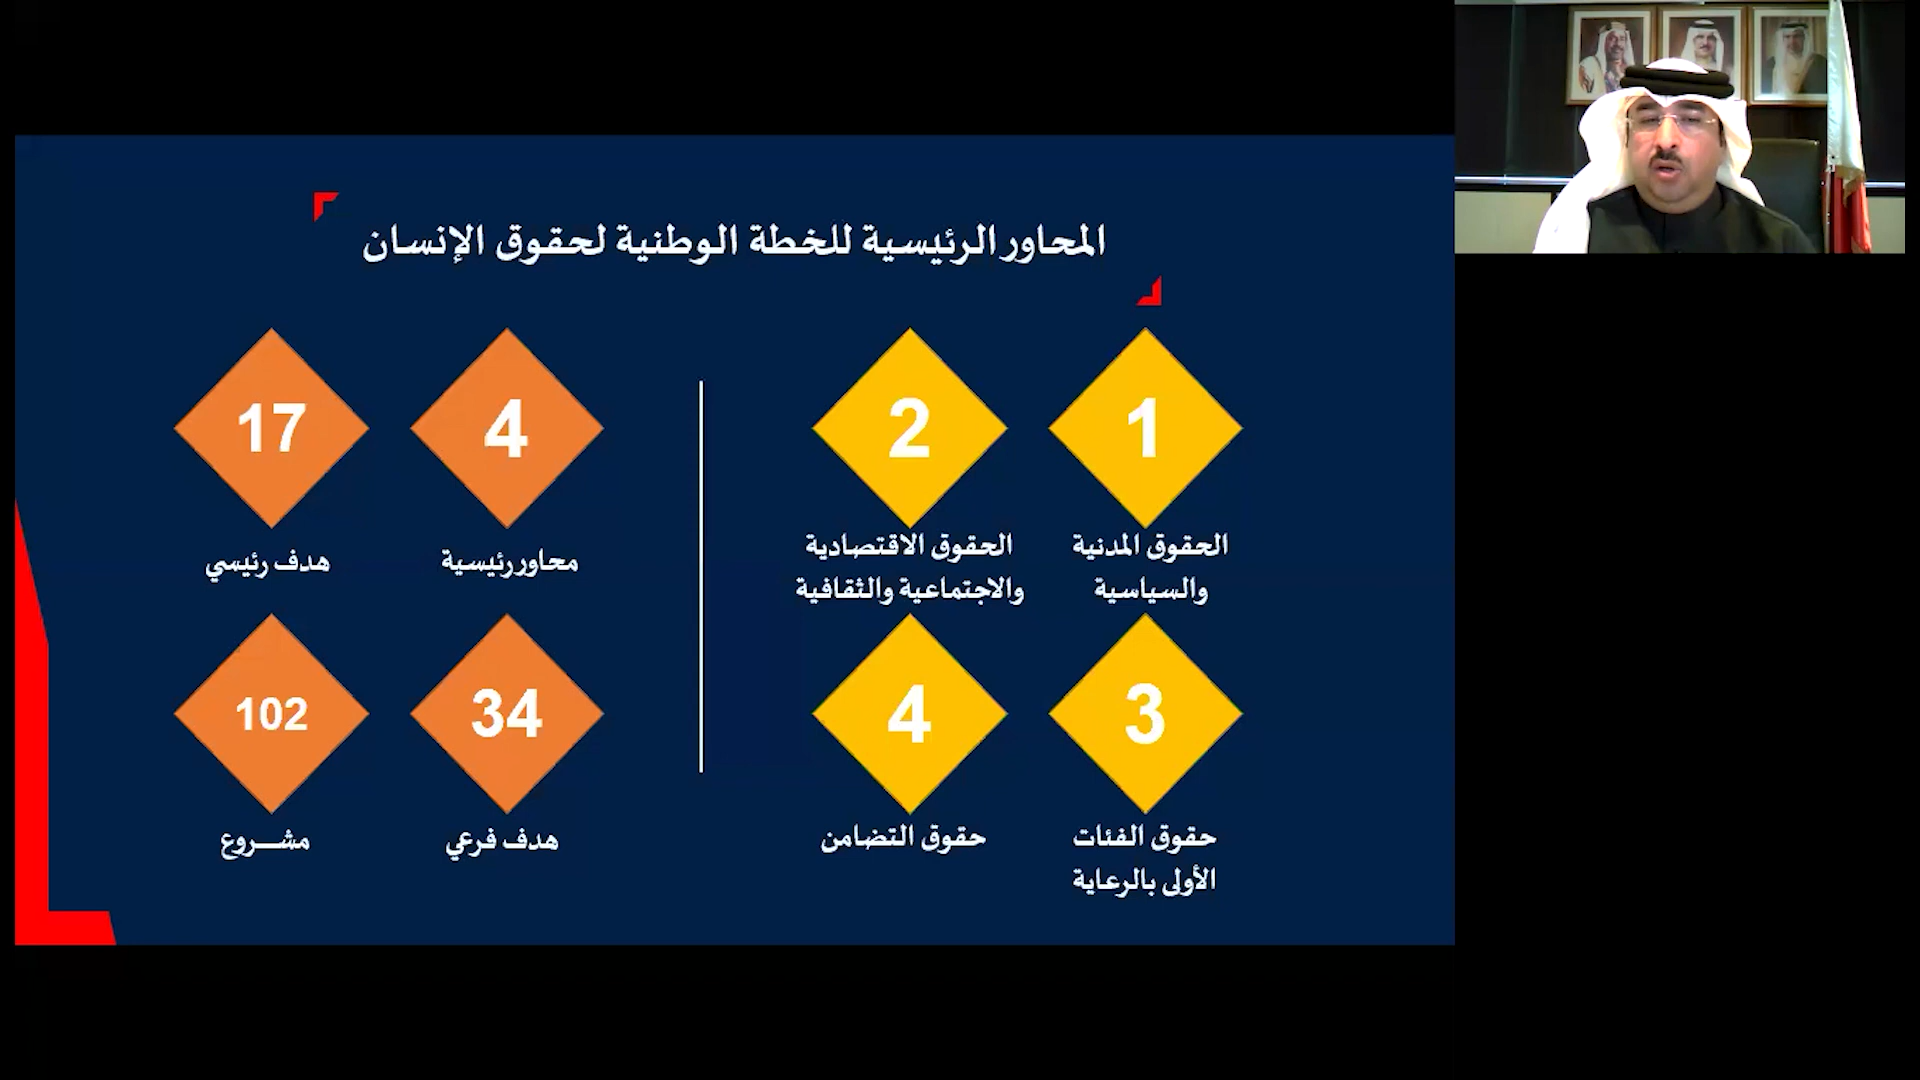 المحاور الرئيسية للخطة الوطنية لحقوق الإنسان
1
الحقوق المدنية
والسياسية
2
الحقوق الاقتصادية
والاجتماعية والثقافية
3
حقوق الفئات
الأولى بالرعاية
4
حقوق التضامن
4
محاور رئيسية
17
هدف رئيسي
34
هدف فرعي
102
مشـــروع